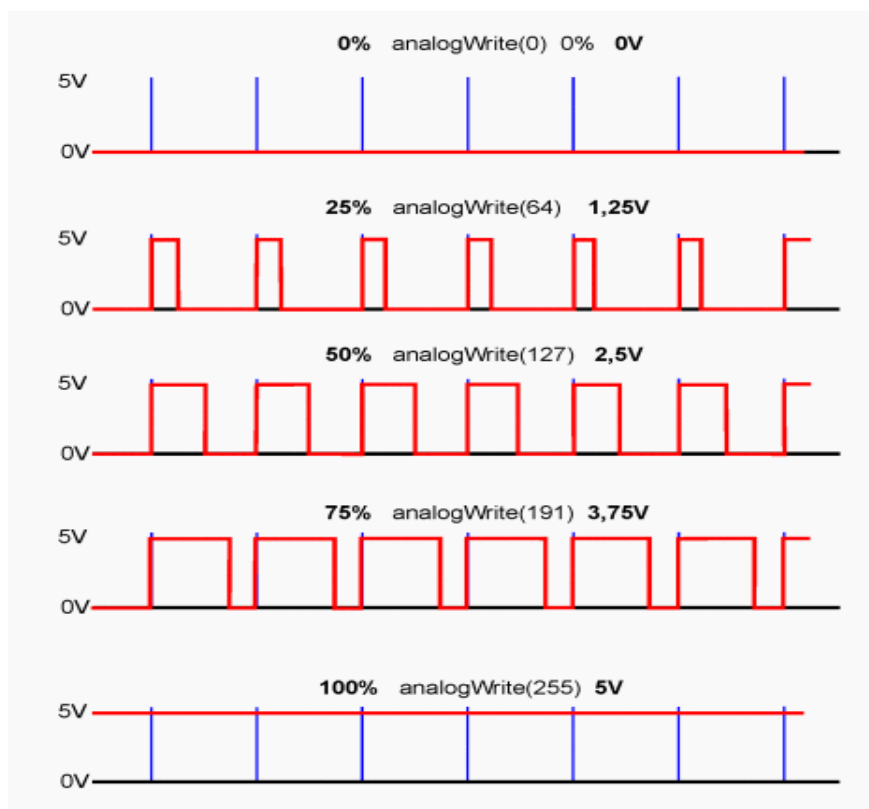 0% analogWrite(0) 0% 0V
5V
0V
25% analogWrite(64) 1,25V
5V
0V
50% analogWrite(127) 2,5V
5V
0V
75% analogWrite(191) 3,75V
5V
0V
100% analogWrite(255) 5V
5V
0V